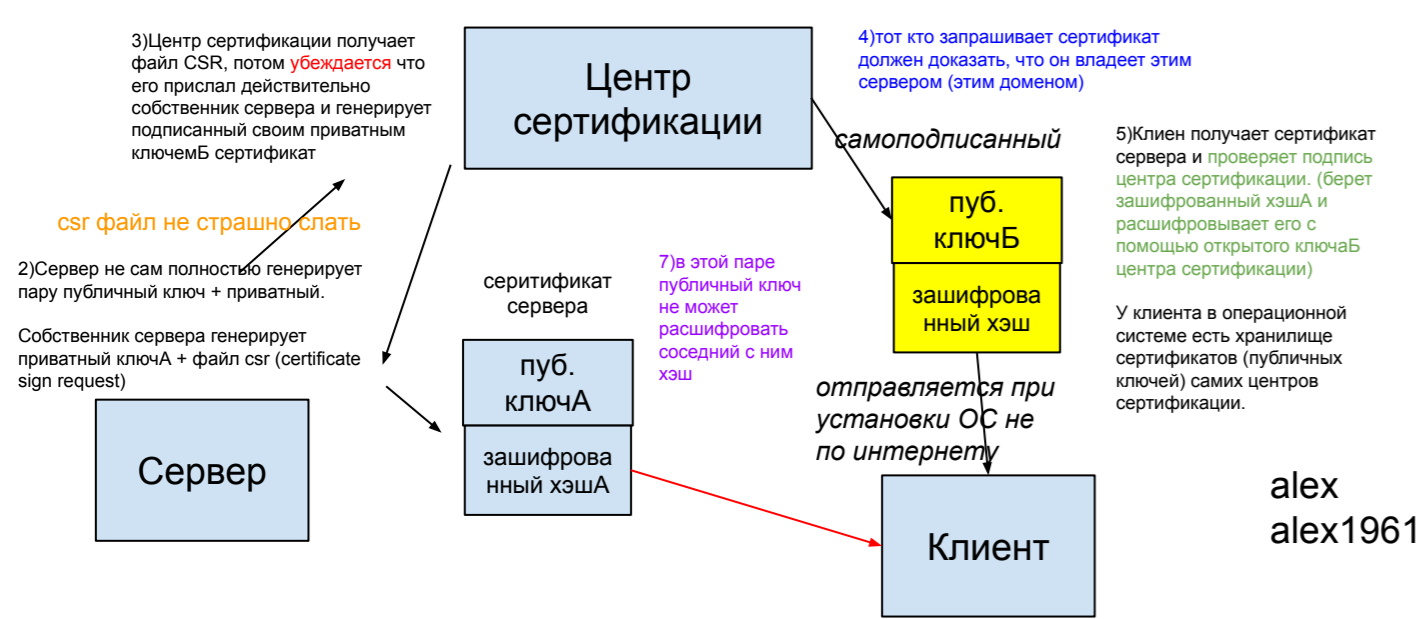 3)Центр сертификации получает
файл CSR, потом убеждается что
его прислал действительно
собственник сервера и генерирует
подписанный своим приватным
ключемБ сертификат
Центр
сертификации
4)тот кто запрашивает сертификат
должен доказать, что он владеет этим
сервером (этим доменом)
самоподписанный
5)Клиен получает сертификат
сервера и проверяет подпись
центра сертификации. (берет
зашифрованный хэшА и
расшифровывает его с
помощью открытого ключаБ
центра сертификации)
У клиента в операционной
системе есть хранилище
сертификатов (публичных
ключей) самих центров
сертификации.
csr файл не страшно слать
2)Сервер не сам полностью генерирует
пару публичный ключ + приватный.
Собственник сервера генерирует
приватный ключА + файл csr (certificate
sign request)
Сервер
серитификат
сервера
пуб.
ключА
зашифрова
нный хэшА
7)в этой паре
публичный ключ
не может
расшифровать
соседний с ним
хэш
пуб.
ключБ
зашифрова
нный хэш
отправляется при
установки ОС не
по интернету
Клиент
alex
alex1961